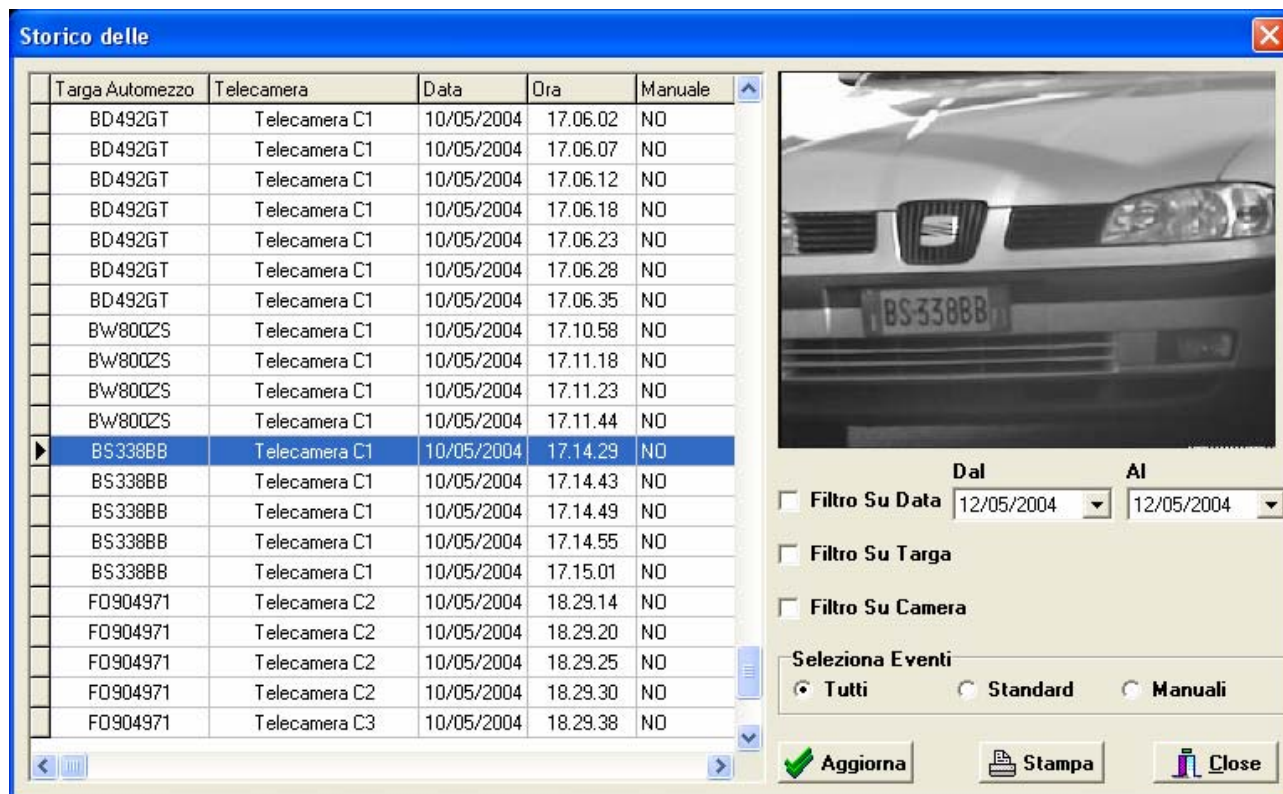 Storico delle
Targa Automezzo Telecamera Data Ora Manuale
BD492GT Telecamera C1 10/05/2004 17.06.02 NO
BD492GT Telecamera C1 10/05/2004 17.06.07 NO
BD492GT Telecamera C1 10/05/2004 17.06.12 NO
BD492GT Telecamera C1 10/05/2004 17.06.18 NO
BD492GT Telecamera C1 10/05/2004 17.06.23 NO
BD492GT Telecamera C1 10/05/2004 17.06.28 NO
BD492GT Telecamera C1 10/05/2004 17.06.35 NO
BW800ZS Telecamera C1 10/05/2004 17.10.58 NO
BW800ZS Telecamera C1 10/05/2004 17.11.18 NO
BW800ZS Telecamera C1 10/05/2004 17.11.23 NO
BW800ZS Telecamera C1 10/05/2004 17.11.44 NO
BS338BB Telecamera C1 10/05/2004 17.14.29 NO
BS338BB Telecamera C1 10/05/2004 17.14.43 NO
BS338BB Telecamera C1 10/05/2004 17.14.49 NO
BS338BB Telecamera C1 10/05/2004 17.14.55 NO
BS338BB Telecamera C1 10/05/2004 17.15.01 NO
FO904971 Telecamera C2 10/05/2004 18.29.14 NO
FO904971 Telecamera C2 10/05/2004 18.29.20 NO
FO904971 Telecamera C2 10/05/2004 18.29.25 NO
FO904971 Telecamera C2 10/05/2004 18.29.30 NO
FO904971 Telecamera C3 10/05/2004 18.29.38 NO
BS·338BB
Dal Al
Filtro Su Data 12/05/2004 12/05/2004
Filtro Su Targa
Filtro Su Camera
Seleziona Eventi
Tutti Standard Manuali
Aggiorna Stampa Close